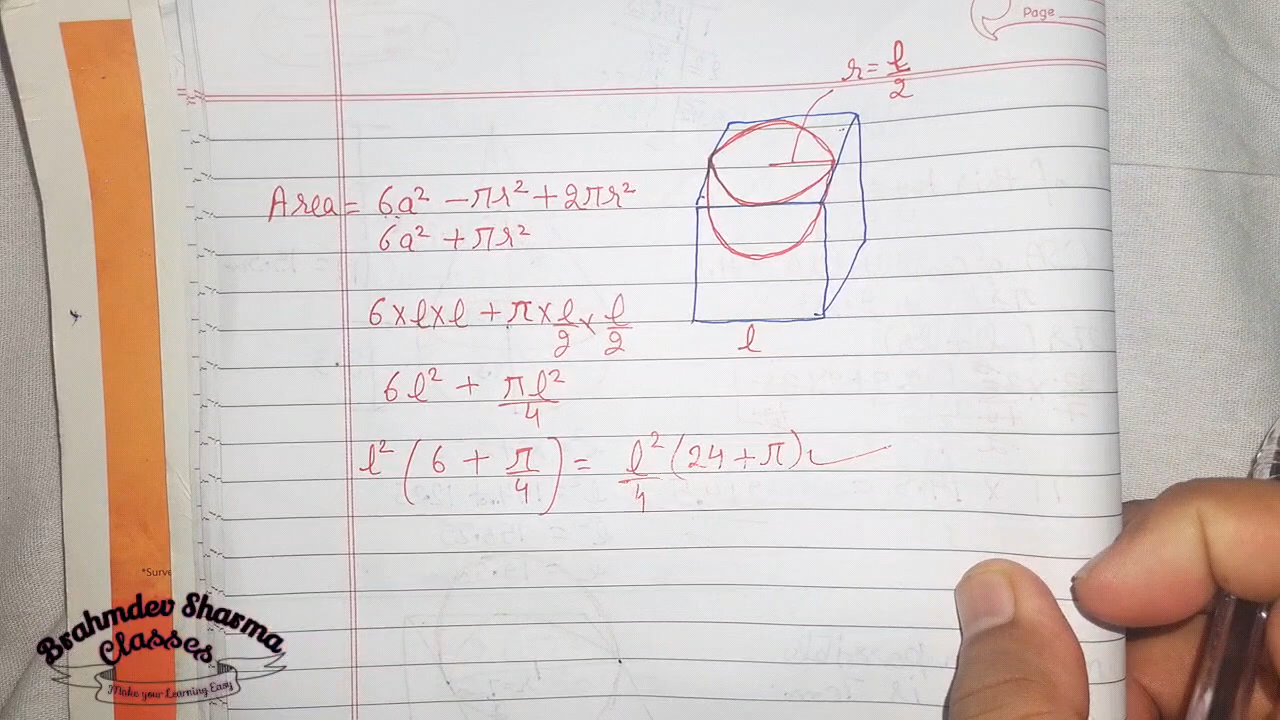 Page
r = l/2
Area = 6a² - πr² + 2πr²
6a² + πr²
6×l×l + π × l/2 × l/2
l
6l² + πl²/4
l² (6 + π/4) = l²/4 (24 + π)
*Surve
Brahmdev Sharma
Classes
Make your Learning Easy